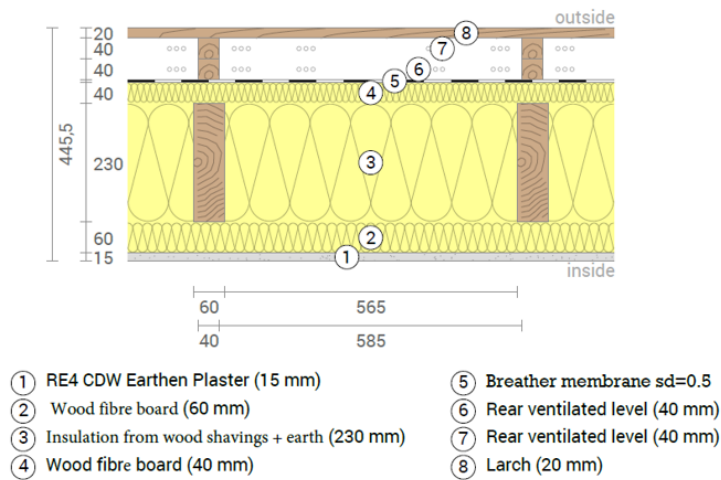 outside
20
40
40
40
230
60
15
445,5
8
7
6
5
4
3
2
1
inside
60 565
40 585
1 RE4 CDW Earthen Plaster (15 mm)
2 Wood fibre board (60 mm)
3 Insulation from wood shavings + earth (230 mm)
4 Wood fibre board (40 mm)
5 Breather membrane sd=0.5
6 Rear ventilated level (40 mm)
7 Rear ventilated level (40 mm)
8 Larch (20 mm)